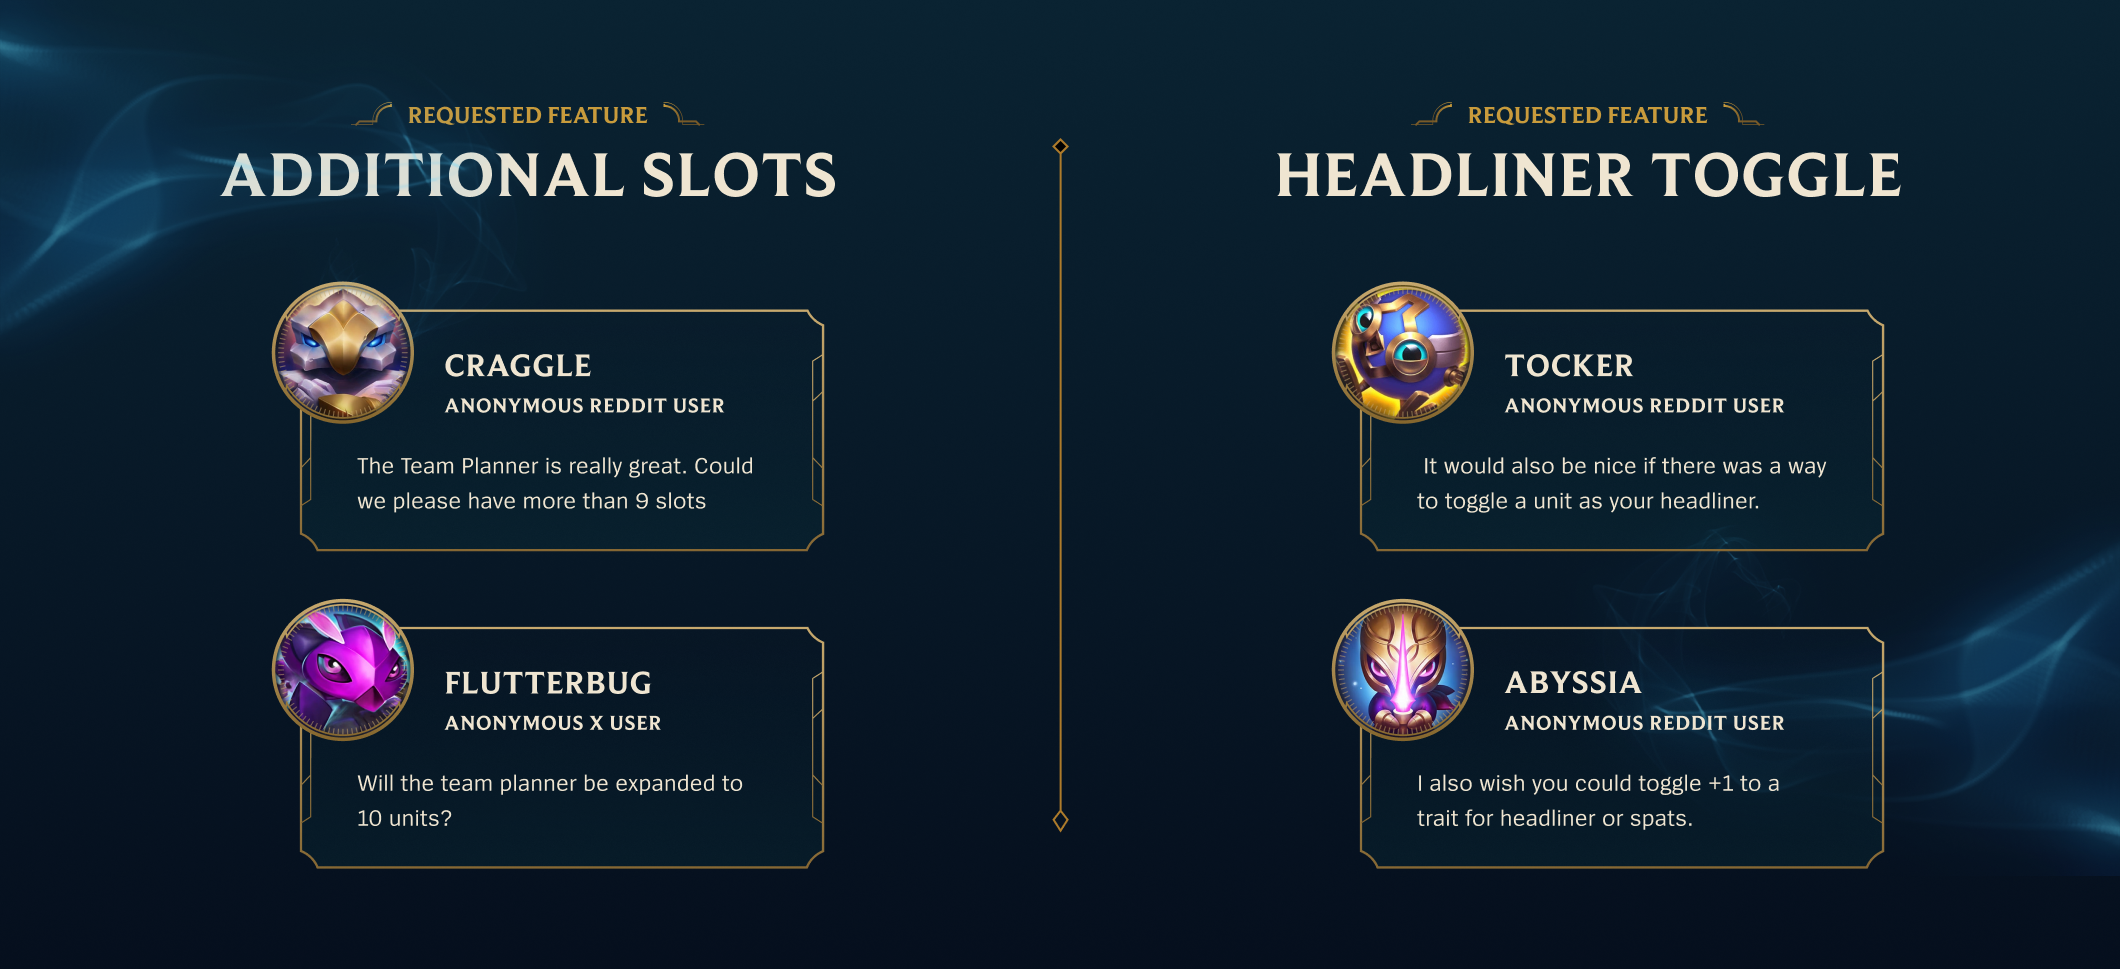 REQUESTED FEATURE
ADDITIONAL SLOTS
CRAGGLE
ANONYMOUS REDDIT USER
The Team Planner is really great. Could
we please have more than 9 slots
FLUTTERBUG
ANONYMOUS X USER
Will the team planner be expanded to
10 units?
REQUESTED FEATURE
HEADLINER TOGGLE
TOCKER
ANONYMOUS REDDIT USER
It would also be nice if there was a way
to toggle a unit as your headliner.
ABYSSIA
ANONYMOUS REDDIT USER
I also wish you could toggle +1 to a
trait for headliner or spats.